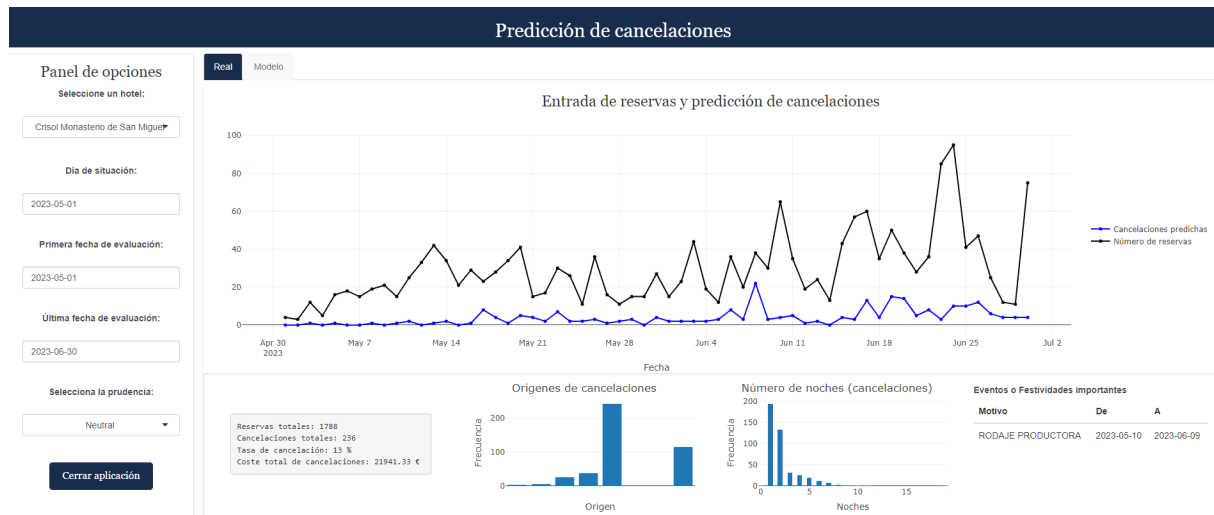 Predicción de cancelaciones
Panel de opciones
Seleccione un hotel:
Crisol Monasterio de San Miguel
Día de situación:
2023-05-01
Primera fecha de evaluación:
2023-05-01
Última fecha de evaluación:
2023-06-30
Selecciona la prudencia:
Neutral
Cerrar aplicación
Real Modelo
Entrada de reservas y predicción de cancelaciones
100
80
60
40
20
0
Apr 30 May 7 May 14 May 21 May 28 Jun 4 Jun 11 Jun 18 Jun 25 Jul 2
2023
Fecha
Cancelaciones predichas
Número de reservas
Reservas totales: 1788
Cancelaciones totales: 236
Tasa de cancelación: 13 %
Coste total de cancelaciones: 21941.33 €
Orígenes de cancelaciones
Frecuencia
200
100
0
Origen
Número de noches (cancelaciones)
Frecuencia
200
150
100
50
0
0 5 10 15
Noches
Eventos o Festividades importantes
Motivo De A
RODAJE PRODUCTORA 2023-05-10 2023-06-09